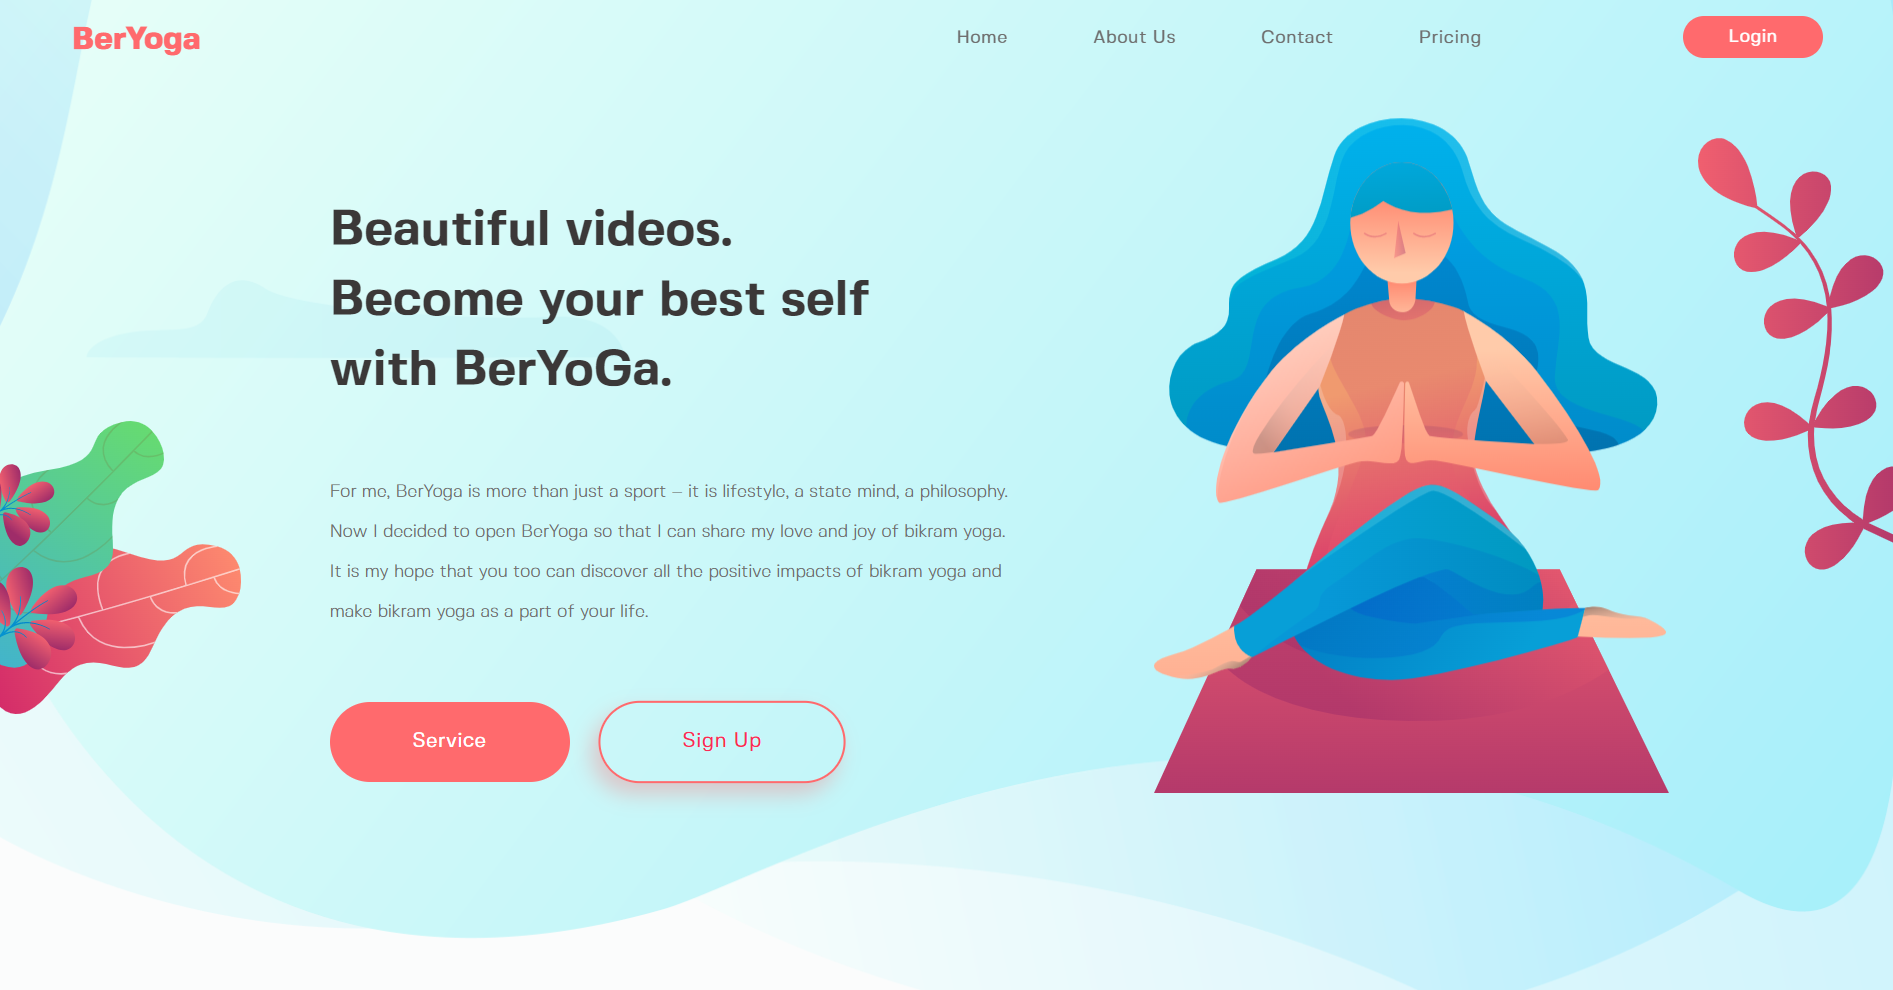 BerYoga
Home About Us Contact Pricing Login
Beautiful videos.
Become your best self
with BerYoGa.
For me, BerYoga is more than just a sport – it is lifestyle, a state mind, a philosophy.
Now I decided to open BerYoga so that I can share my love and joy of bikram yoga.
It is my hope that you too can discover all the positive impacts of bikram yoga and
make bikram yoga as a part of your life.
Service Sign Up